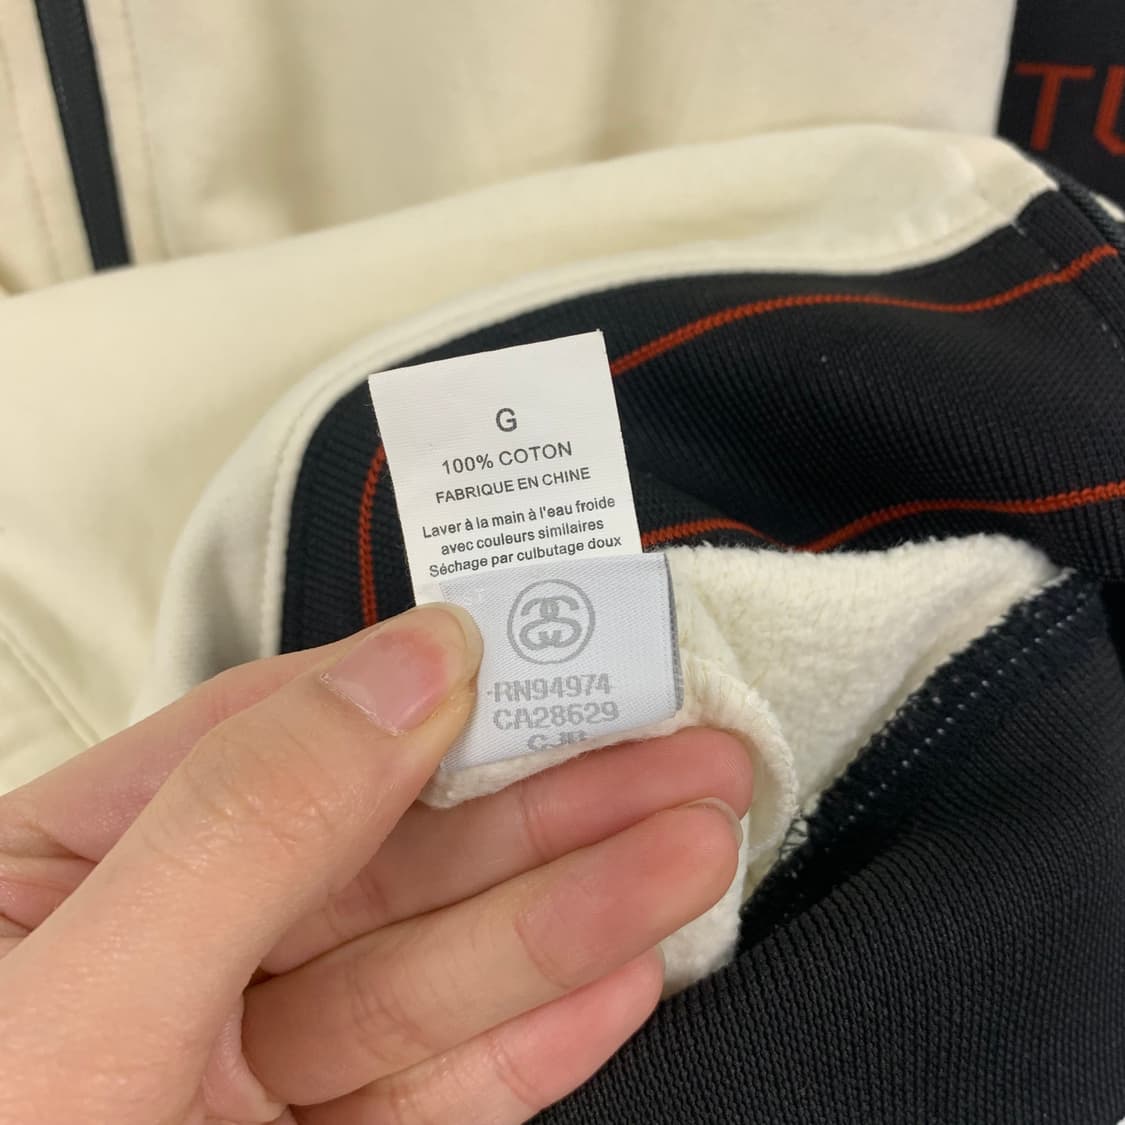 TU
G
100% COTON
FABRIQUE EN CHINE
Laver à la main à l'eau froide
avec couleurs similaires
Séchage par culbutage doux
RN94974
CA28629